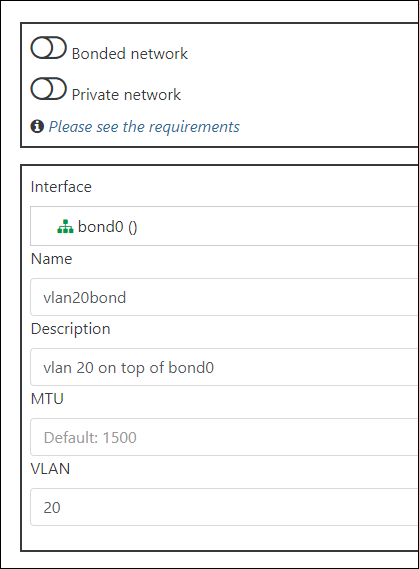 Bonded network
Private network
Please see the requirements
Interface
bond0 ()
Name
vlan20bond
Description
vlan 20 on top of bond0
MTU
Default: 1500
VLAN
20